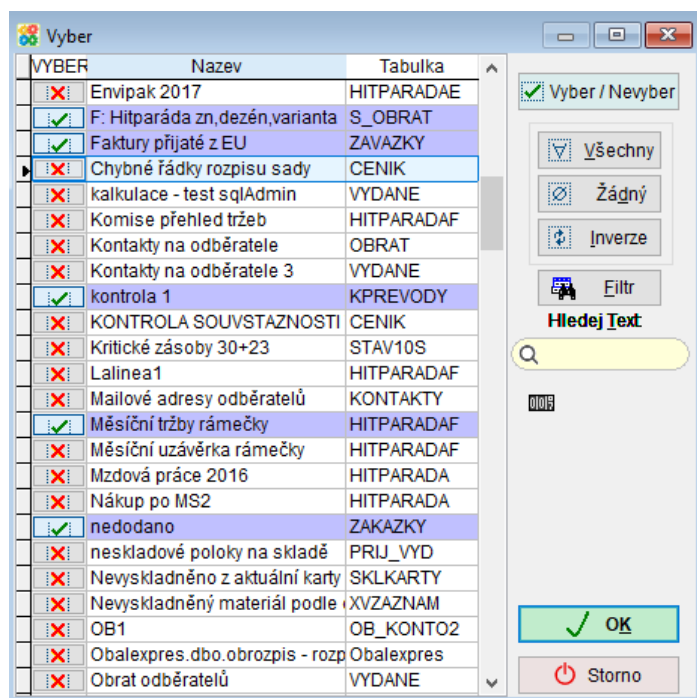 Vyber
VYBER Nazev Tabulka
Envipak 2017 HITPARADAE
F: Hitparáda zn,dezén,varianta S_OBRAT
Faktury přijaté z EU ZAVAZKY
Chybné řádky rozpisu sady CENIK
kalkulace - test sqlAdmin VYDANE
Komise přehled tržeb HITPARADAF
Kontakty na odběratele OBRAT
Kontakty na odběratele 3 VYDANE
kontrola 1 KPREVODY
KONTROLA SOUVSTAZNOSTI CENIK
Kritické zásoby 30+23 STAV10S
Lalinea1 HITPARADAF
Mailové adresy odběratelů KONTAKTY
Měsíční tržby rámečky HITPARADAF
Měsíční uzávěrka rámečky HITPARADAF
Mzdová práce 2016 HITPARADA
Nákup po MS2 HITPARADA
nedodano ZAKAZKY
neskladové poloky na skladě PRIJ_VYD
Nevyskladněno z aktuální karty SKLKARTY
Nevyskladněný materiál podle XVZAZNAM
OB1 OB_KONTO2
Obalexpres.dbo.obrozpis - rozp Obalexpres
Obrat odběratelů VYDANE
Vyber / Nevyber
Všechny
Žádný
Inverze
Filtr
Hledej Text
OK
Storno